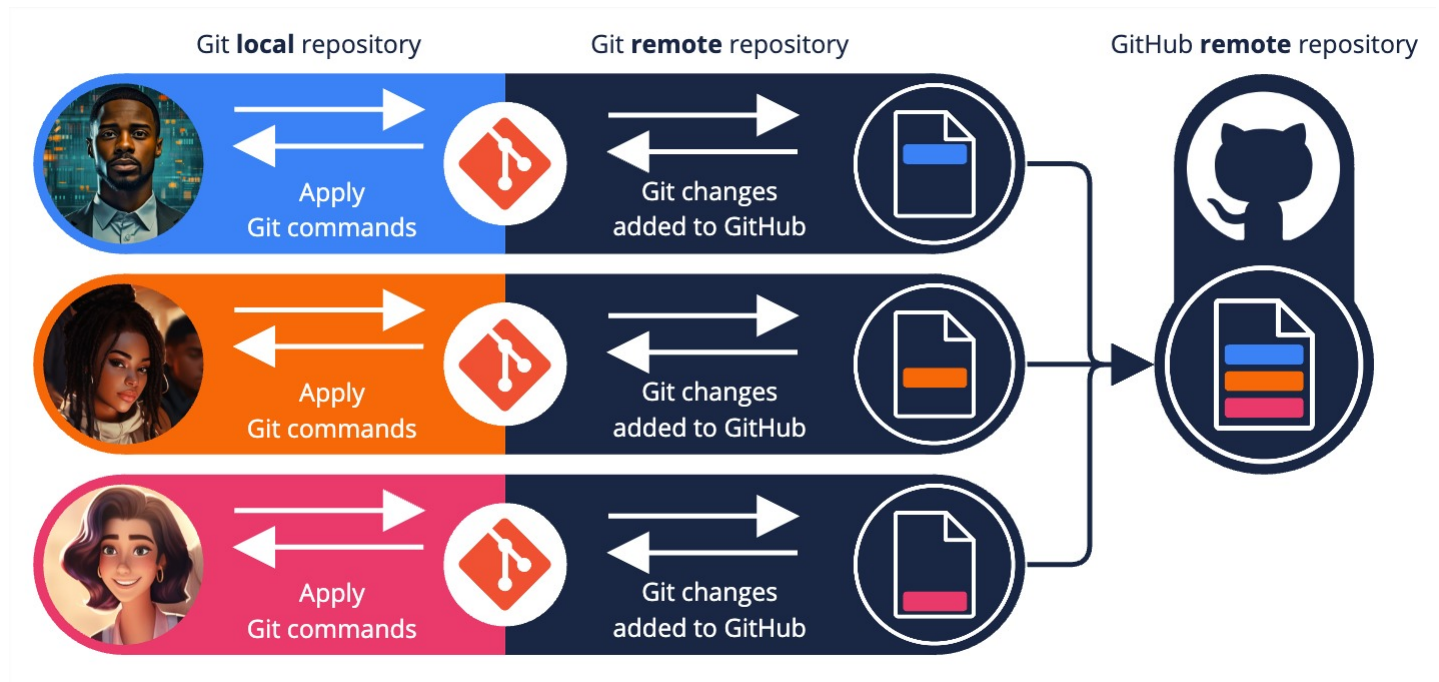 Git local repository
Git remote repository
GitHub remote repository
Apply
Git commands
Git changes
added to GitHub
Apply
Git commands
Git changes
added to GitHub
Apply
Git commands
Git changes
added to GitHub